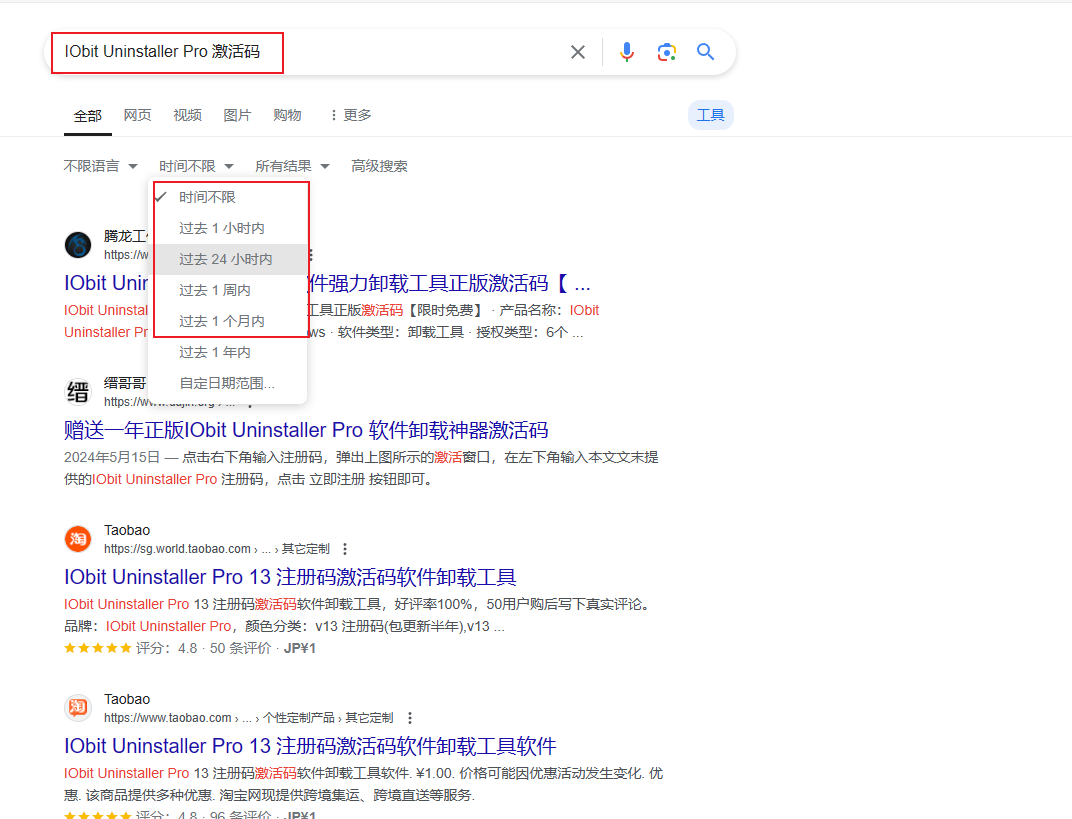 IObit Uninstaller Pro 激活码
全部 网页 视频 图片 购物 更多 工具
不限语言 时间不限 所有结果 高级搜索
时间不限
过去 1 小时内
过去 24 小时内
过去 1 周内
过去 1 个月内
过去 1 年内
自定日期范围...
腾龙工
https://w
IObit Unin 件强力卸载工具正版激活码【 ...
IObit Uninstal 工具正版激活码【限时免费】 · 产品名称：IObit
Uninstaller Pr ws · 软件类型：卸载工具 · 授权类型：6个 ...
缙哥哥
缙
赠送一年正版IObit Uninstaller Pro 软件卸载神器激活码
2024年5月15日 — 点击右下角输入注册码，弹出上图所示的激活窗口，在左下角输入本文文末提
供的IObit Uninstaller Pro 注册码，点击 立即注册 按钮即可。
淘
Taobao
https://sg.world.taobao.com › ... › 其它定制
IObit Uninstaller Pro 13 注册码激活码软件卸载工具
IObit Uninstaller Pro 13 注册码激活码软件卸载工具，好评率100%，50用户购后写下真实评论。
品牌：IObit Uninstaller Pro，颜色分类：v13 注册码(包更新半年),v13 ...
评分：4.8 · 50 条评价 · JP¥1
淘
Taobao
https://www.taobao.com › ... › 个性定制产品 › 其它定制
IObit Uninstaller Pro 13 注册码激活码软件卸载工具软件
IObit Uninstaller Pro 13 注册码激活码软件卸载工具软件. ¥1.00. 价格可能因优惠活动发生变化. 优
惠. 该商品提供多种优惠. 淘宝网现提供跨境集运、跨境直送等服务.
评分：4.8 · 96 条评价 · JP¥1